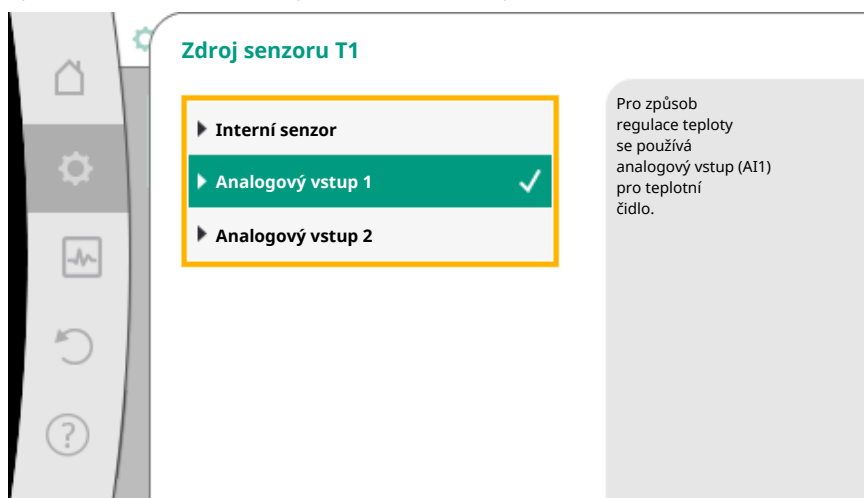 Zdroj senzoru T1
Interní senzor
Analogový vstup 1
Analogový vstup 2
Pro způsob
regulace teploty
se používá
analogový vstup (AI1)
pro teplotní
čidlo.
?